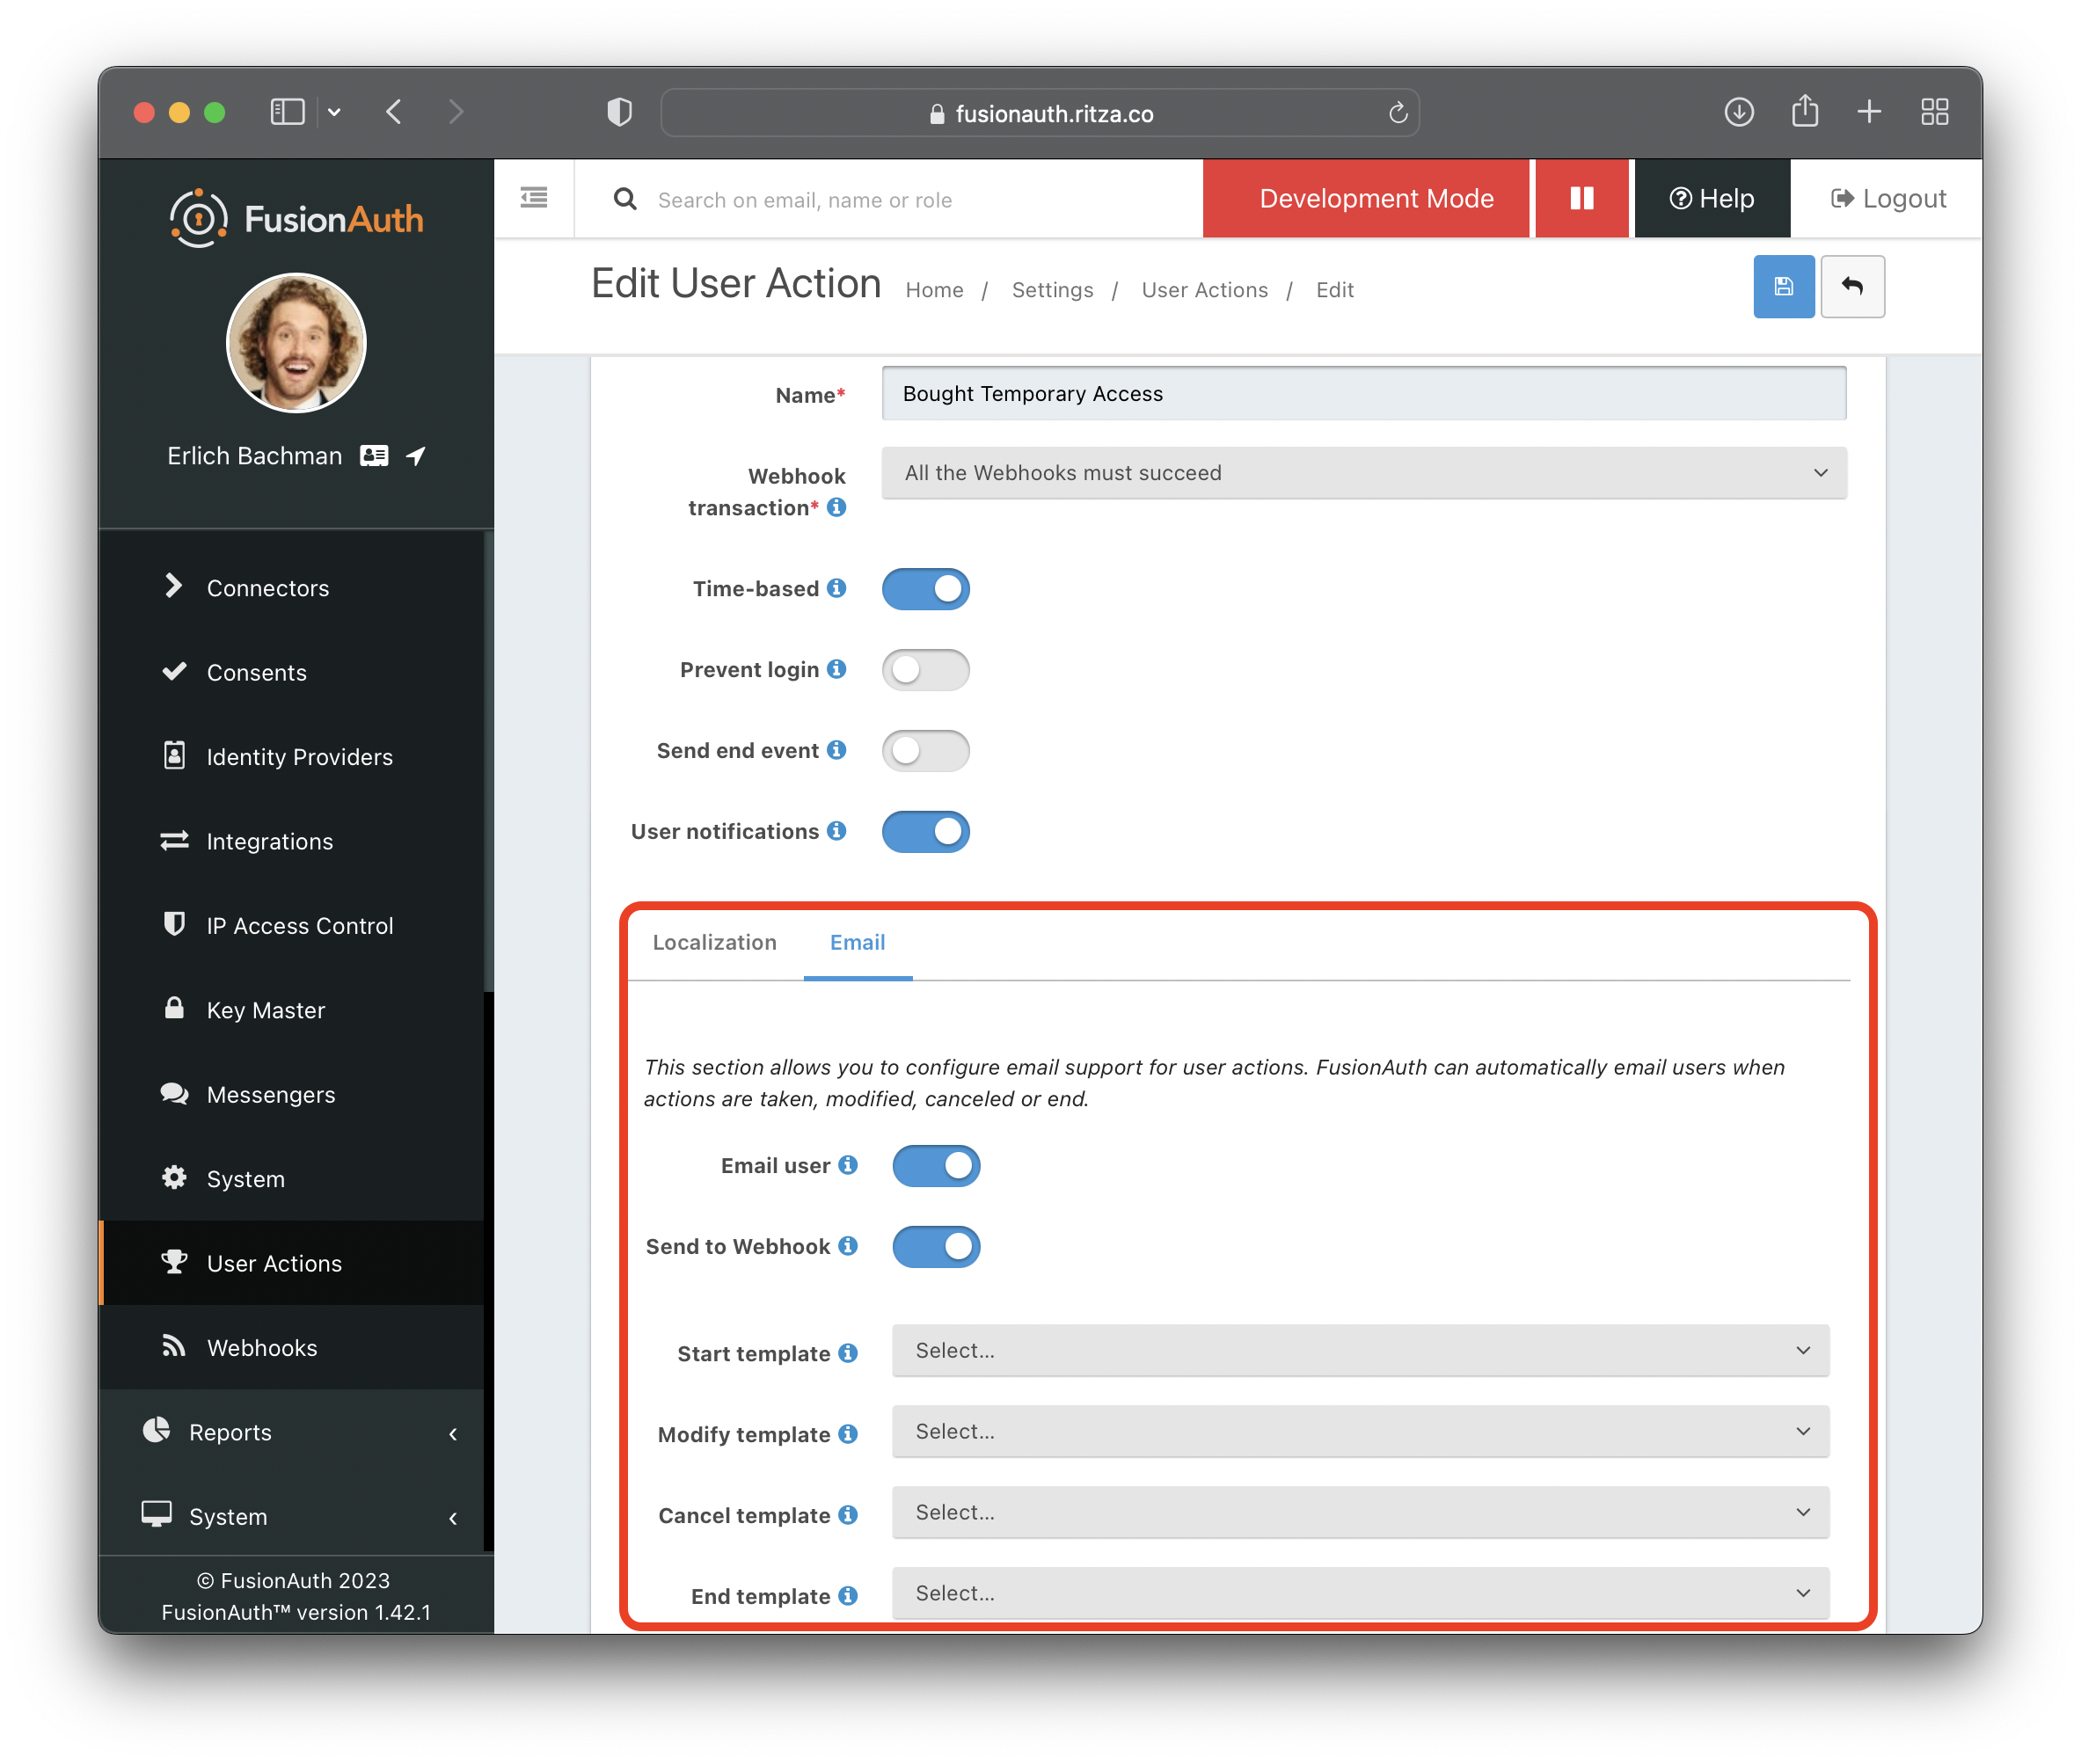 fusionauth.ritza.co
FusionAuth
Search on email, name or role
Development Mode
Help
Logout
Erlich Bachman
Edit User Action
Home / Settings / User Actions / Edit
Connectors
Consents
Identity Providers
Integrations
IP Access Control
Key Master
Messengers
System
User Actions
Webhooks
Reports
System
© FusionAuth 2023
FusionAuth™ version 1.42.1
Name*
Bought Temporary Access
Webhook
transaction*
All the Webhooks must succeed
Time-based
Prevent login
Send end event
User notifications
Localization
Email
This section allows you to configure email support for user actions. FusionAuth can automatically email users when
actions are taken, modified, canceled or end.
Email user
Send to Webhook
Start template
Select...
Modify template
Select...
Cancel template
Select...
End template
Select...